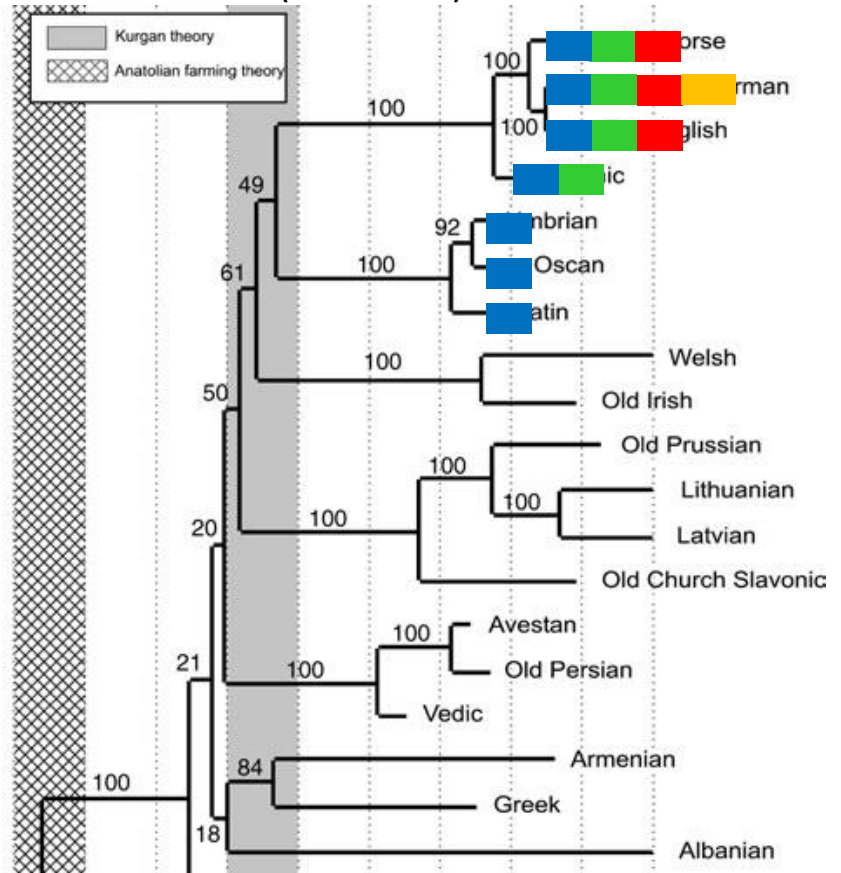 Kurgan theory
Anatolian farming theory
orse
100
rman
100
100
glish
ic
49
mbrian
92
Oscan
61
100
atin
100
Welsh
50
Old Irish
Old Prussian
100
Lithuanian
100
100
20
Latvian
Old Church Slavonic
Avestan
100
21
100
Old Persian
Vedic
Armenian
84
100
Greek
18
Albanian